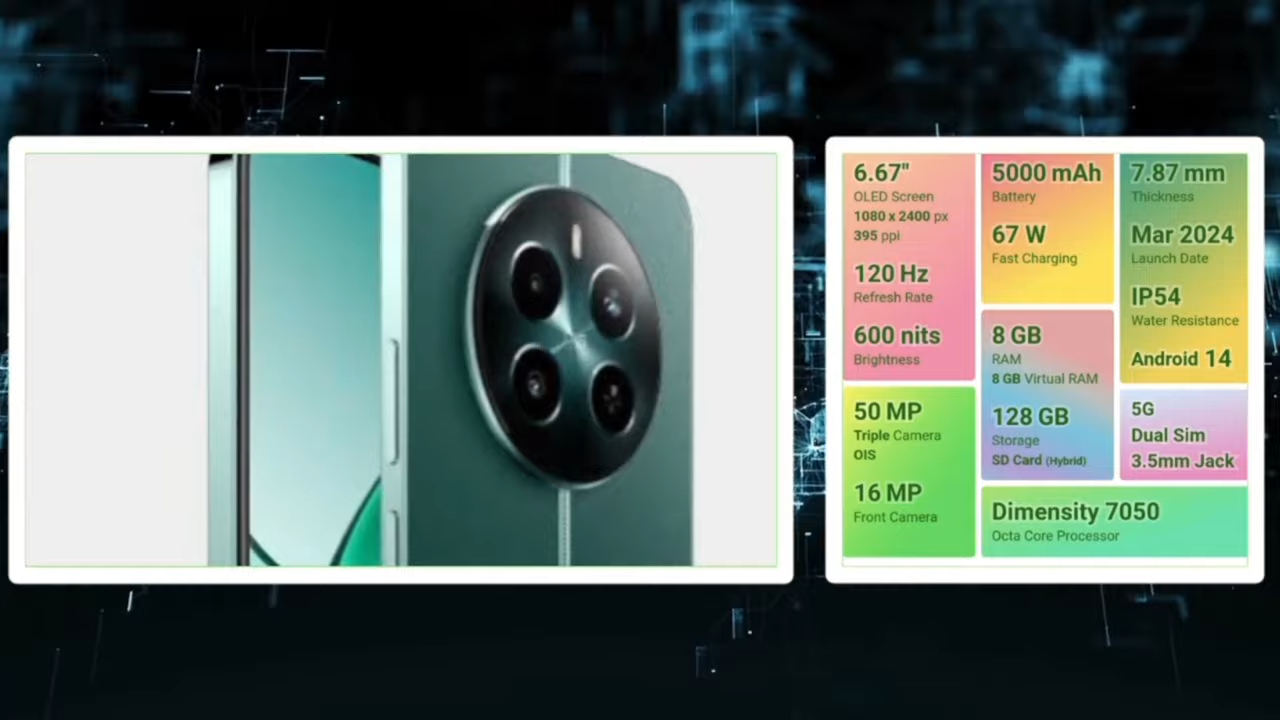 6.67"
OLED Screen
1080 x 2400 px
395 ppi
120 Hz
Refresh Rate
600 nits
Brightness
50 MP
Triple Camera
OIS
16 MP
Front Camera
5000 mAh
Battery
67 W
Fast Charging
8 GB
RAM
8 GB Virtual RAM
128 GB
Storage
SD Card (Hybrid)
7.87 mm
Thickness
Mar 2024
Launch Date
IP54
Water Resistance
Android 14
5G
Dual Sim
3.5mm Jack
Dimensity 7050
Octa Core Processor